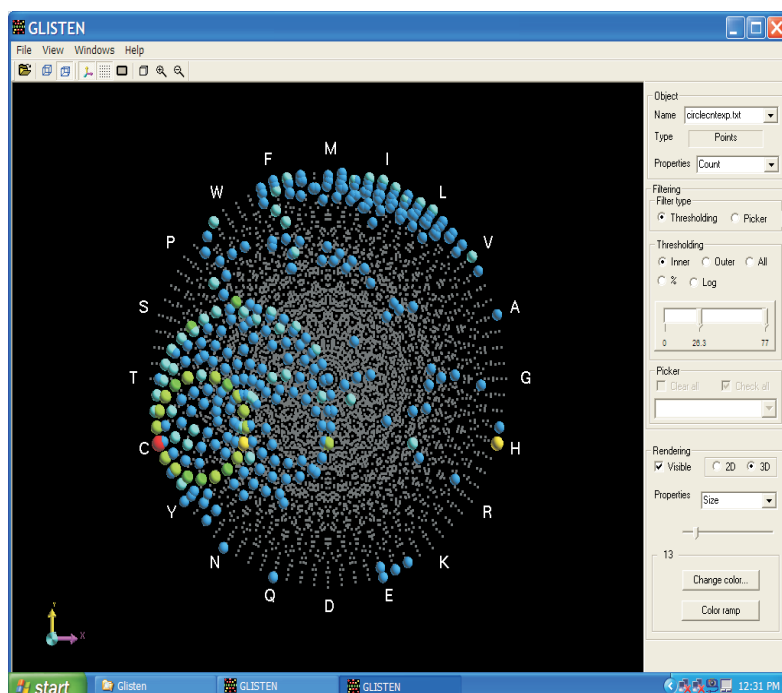 GLISTEN
File View Windows Help
Object
Name circlecntexp.txt
Type Points
Properties Count
Filtering
Filter type
Thresholding Picker
Thresholding
Inner Outer All
% Log
0 26.3 77
Picker
Clear all Check all
Rendering
Visible 2D 3D
Properties Size
13
Change color...
Color ramp
M
F I
W L
P V
S A
T G
C H
Y R
N K
Q D E
Y
X
start Glisten GLISTEN GLISTEN 12:31 PM